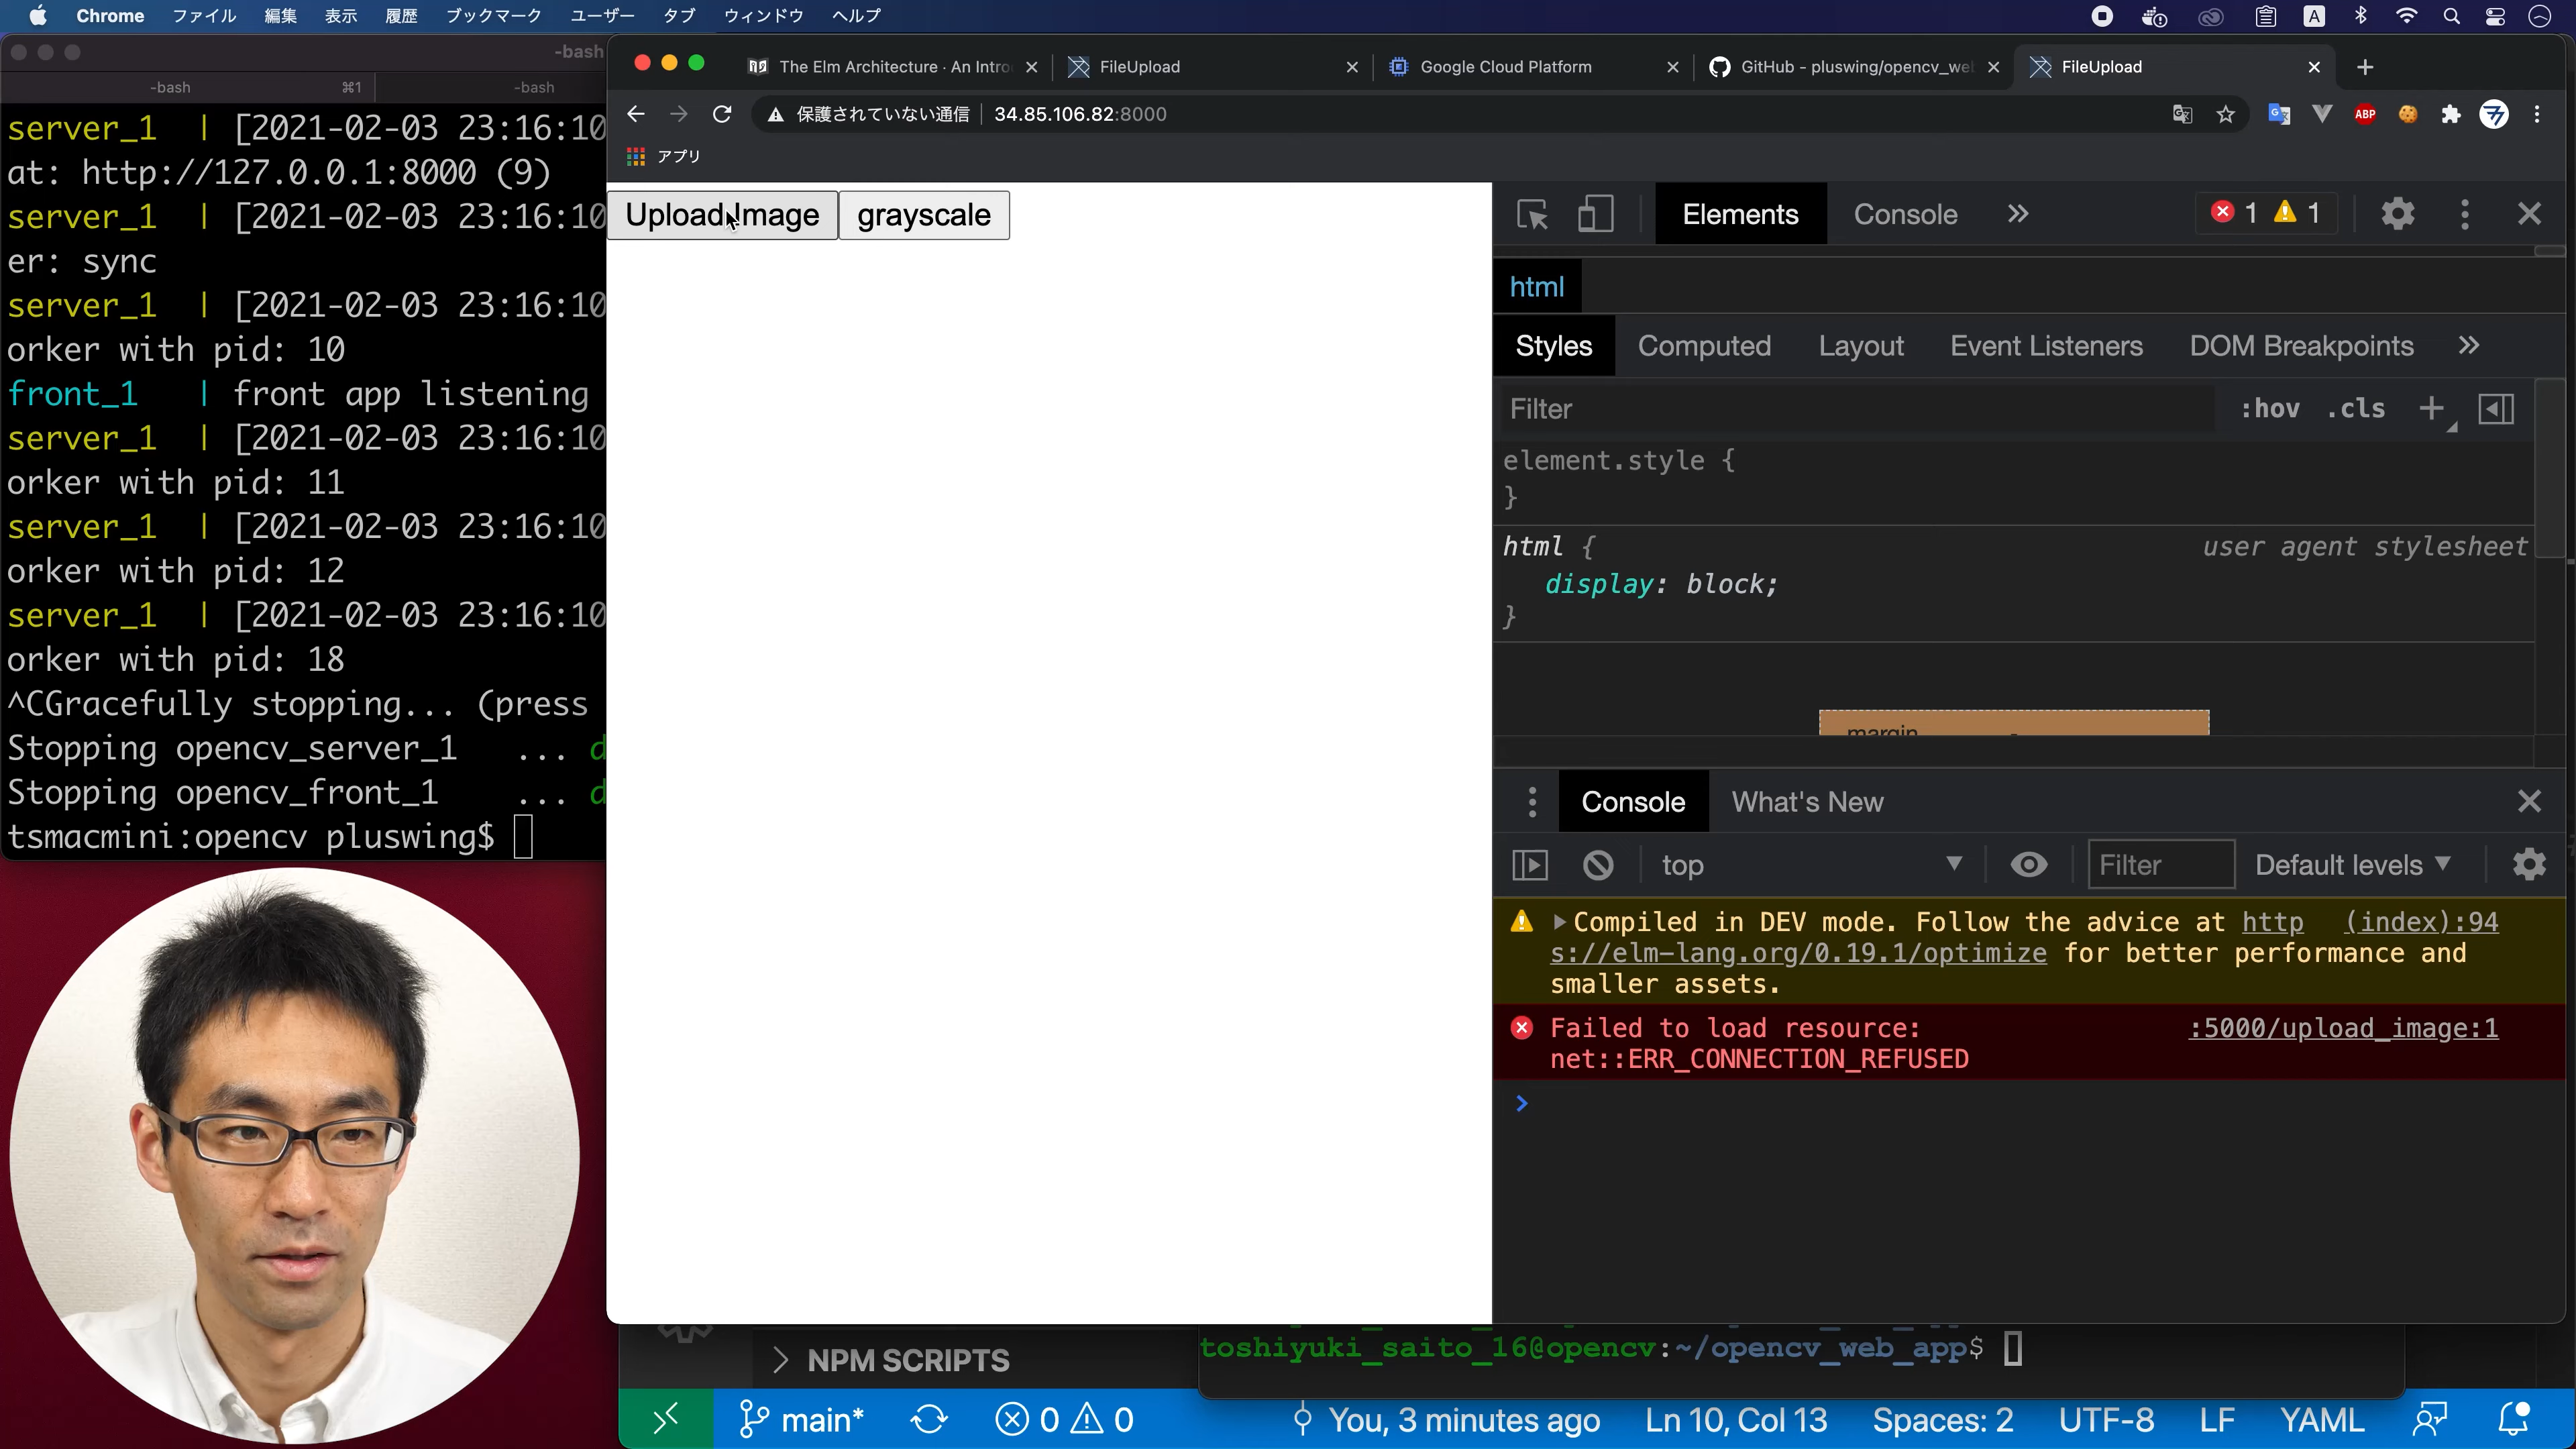 Chrome ファイル 編集 表示 履歴 ブックマーク ユーザー タブ ウィンドウ ヘルプ
A
-bash
-bash ⌘1 -bash
server_1 | [2021-02-03 23:16:10
at: http://127.0.0.1:8000 (9)
server_1 | [2021-02-03 23:16:10
er: sync
server_1 | [2021-02-03 23:16:10
orker with pid: 10
front_1 | front app listening
server_1 | [2021-02-03 23:16:10
orker with pid: 11
server_1 | [2021-02-03 23:16:10
orker with pid: 12
server_1 | [2021-02-03 23:16:10
orker with pid: 18
^CGracefully stopping... (press
Stopping opencv_server_1 ... d
Stopping opencv_front_1 ... d
tsmacmini:opencv pluswing$
The Elm Architecture · An Intro
FileUpload
Google Cloud Platform
GitHub - pluswing/opencv_we
FileUpload
保護されていない通信 34.85.106.82:8000
ABP
アプリ
Upload Image grayscale
Elements Console » 1 1
html
Styles Computed Layout Event Listeners DOM Breakpoints »
Filter :hov .cls
element.style {
}
html { user agent stylesheet
display: block;
}
margin
Console What's New
top Filter Default levels
Compiled in DEV mode. Follow the advice at http (index):94
s://elm-lang.org/0.19.1/optimize for better performance and
smaller assets.
Failed to load resource: :5000/upload_image:1
net::ERR_CONNECTION_REFUSED
toshiyuki_saito_16@opencv:~/opencv_web_app$
NPM SCRIPTS
main* 0 0 You, 3 minutes ago Ln 10, Col 13 Spaces: 2 UTF-8 LF YAML